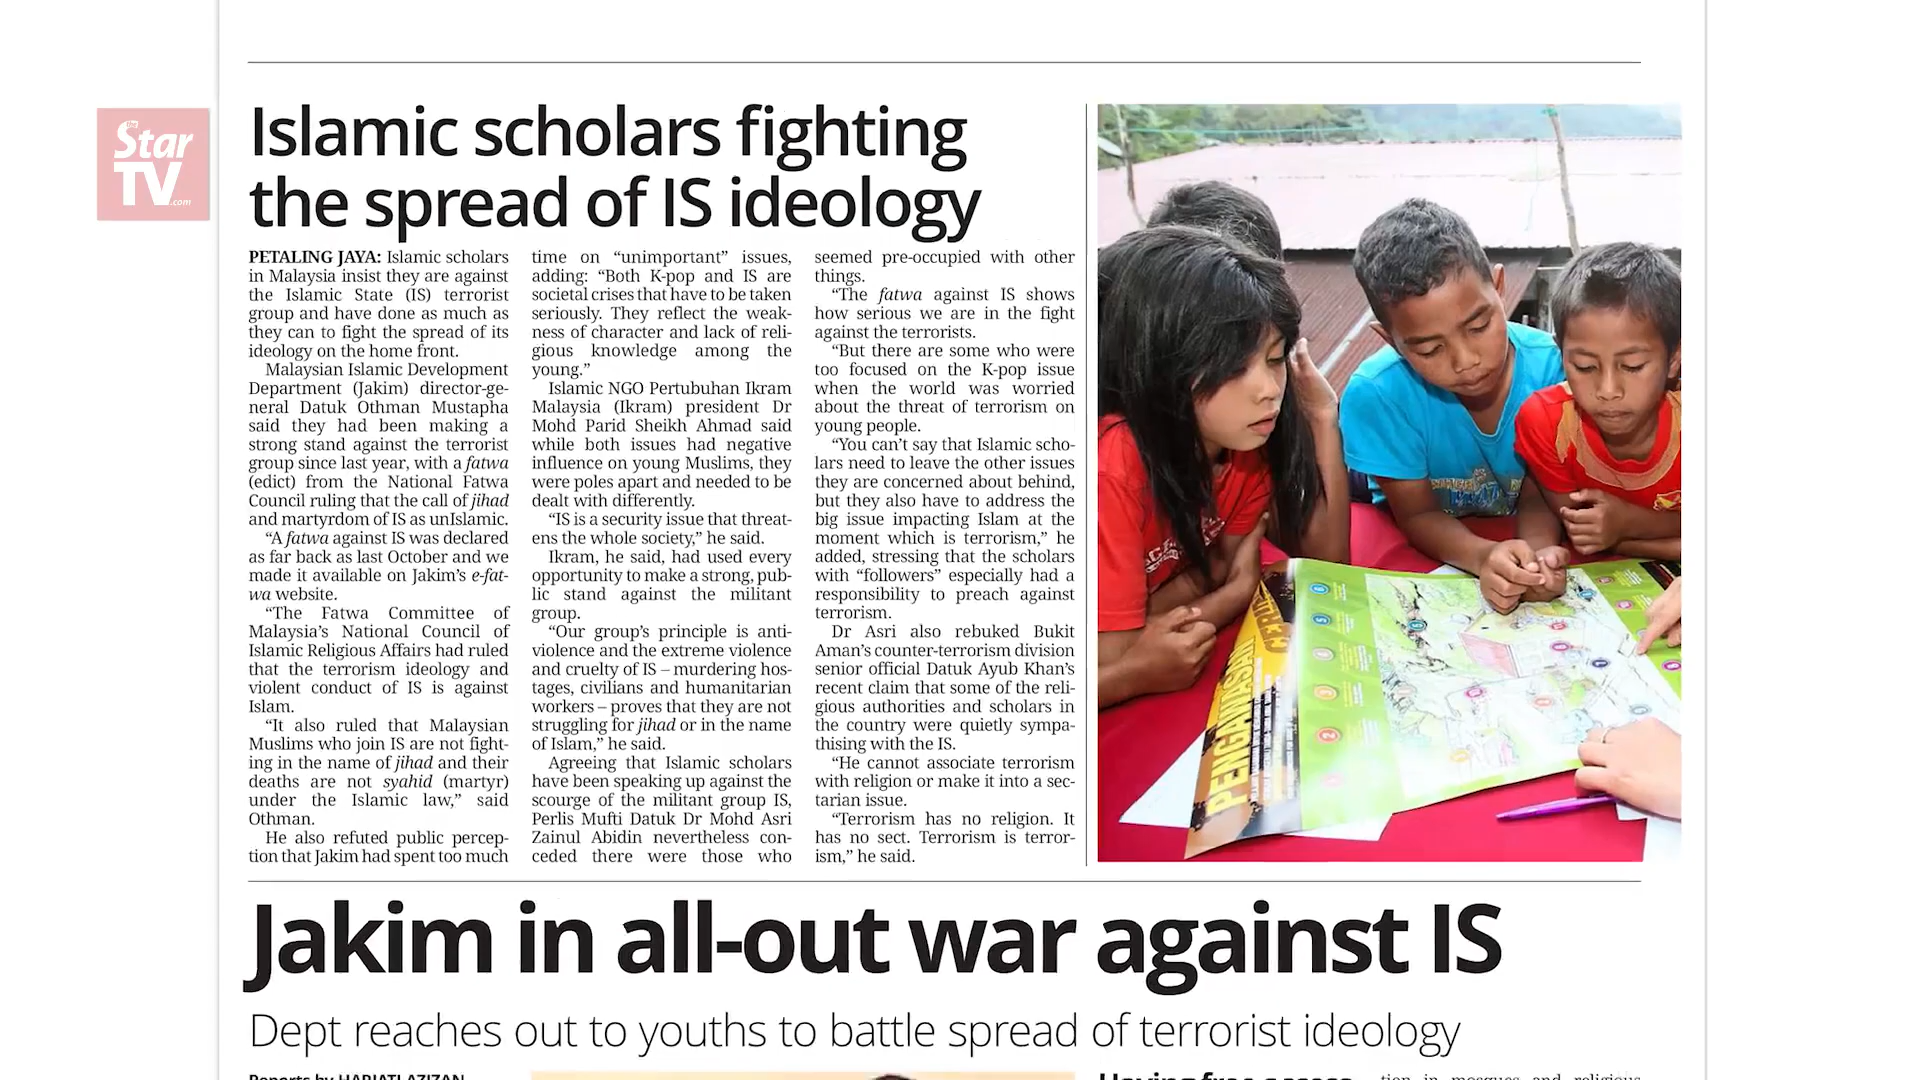 the
Star
TV
.com
Islamic scholars fighting
the spread of IS ideology
PETALING JAYA: Islamic scholars
in Malaysia insist they are against
the Islamic State (IS) terrorist
group and have done as much as
they can to fight the spread of its
ideology on the home front.
Malaysian Islamic Development
Department (Jakim) director-ge-
neral Datuk Othman Mustapha
said they had been making a
strong stand against the terrorist
group since last year, with a fatwa
(edict) from the National Fatwa
Council ruling that the call of jihad
and martyrdom of IS as unIslamic.
“A fatwa against IS was declared
as far back as last October and we
made it available on Jakim’s e-fat-
wa website.
“The Fatwa Committee of
Malaysia’s National Council of
Islamic Religious Affairs had ruled
that the terrorism ideology and
violent conduct of IS is against
Islam.
“It also ruled that Malaysian
Muslims who join IS are not fight-
ing in the name of jihad and their
deaths are not syahid (martyr)
under the Islamic law,” said
Othman.
He also refuted public percep-
tion that Jakim had spent too much
time on “unimportant” issues,
adding: “Both K-pop and IS are
societal crises that have to be taken
seriously. They reflect the weak-
ness of character and lack of reli-
gious knowledge among the
young.”
Islamic NGO Pertubuhan Ikram
Malaysia (Ikram) president Dr
Mohd Parid Sheikh Ahmad said
while both issues had negative
influence on young Muslims, they
were poles apart and needed to be
dealt with differently.
“IS is a security issue that threat-
ens the whole society,” he said.
Ikram, he said, had used every
opportunity to make a strong, pub-
lic stand against the militant
group.
“Our group’s principle is anti-
violence and the extreme violence
and cruelty of IS – murdering hos-
tages, civilians and humanitarian
workers – proves that they are not
struggling for jihad or in the name
of Islam,” he said.
Agreeing that Islamic scholars
have been speaking up against the
scourge of the militant group IS,
Perlis Mufti Datuk Dr Mohd Asri
Zainul Abidin nevertheless con-
ceded there were those who
seemed pre-occupied with other
things.
“The fatwa against IS shows
how serious we are in the fight
against the terrorists.
“But there are some who were
too focused on the K-pop issue
when the world was worried
about the threat of terrorism on
young people.
“You can’t say that Islamic scho-
lars need to leave the other issues
they are concerned about behind,
but they also have to address the
big issue impacting Islam at the
moment which is terrorism,” he
added, stressing that the scholars
with “followers” especially had a
responsibility to preach against
terrorism.
Dr Asri also rebuked Bukit
Aman’s counter-terrorism division
senior official Datuk Ayub Khan’s
recent claim that some of the reli-
gious authorities and scholars in
the country were quietly sympa-
thising with the IS.
“He cannot associate terrorism
with religion or make it into a sec-
tarian issue.
“Terrorism has no religion. It
has no sect. Terrorism is terror-
ism,” he said.
PENGAWASAN
Jakim in all-out war against IS
Dept reaches out to youths to battle spread of terrorist ideology
Reports by HARIATI AZIZAN
Having free access
tion in mosques and religious